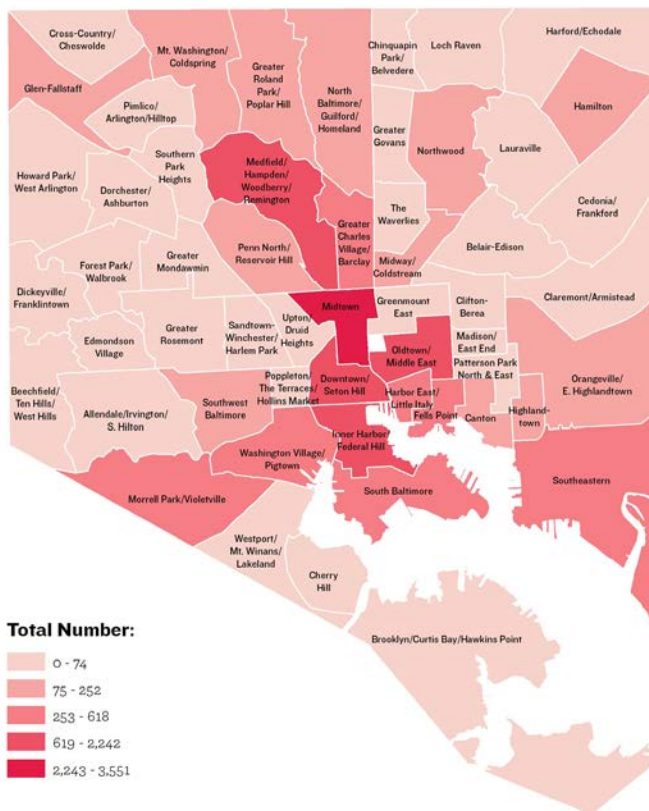 Cross-Country/
Cheswolde
Mt. Washington/
Coldspring
Greater
Roland
Park/
Poplar Hill
North
Baltimore/
Guilford/
Homeland
Chinquapin
Park/
Belvedere
Loch Raven
Harford/Echodale
Glen-Fallstaff
Pimlico/
Arlington/Hilltop
Greater
Govans
Northwood
Lauraville
Hamilton
Howard Park/
West Arlington
Dorchester/
Ashburton
Southern
Park
Heights
Medfield/
Hampden/
Woodberry/
Remington
The
Waverlies
Cedonia/
Frankford
Forest Park/
Walbrook
Greater
Mondawmin
Penn North/
Reservoir Hill
Greater
Charles
Village/
Barclay
Midway/
Coldstream
Belair-Edison
Dickeyville/
Franklintown
Edmondson
Village
Greater
Rosemont
Sandtown-
Winchester/
Harlem Park
Upton/
Druid
Heights
Midtown
Greenmount
East
Clifton-
Berea
Claremont/Armistead
Madison/
East End
Oldtown/
Middle East
Patterson Park
North & East
Beechfield/
Ten Hills/
West Hills
Allendale/Irvington/
S. Hilton
Southwest
Baltimore
Poppleton/
The Terraces/
Hollins Market
Downtown/
Seton Hill
Harbor East/
Little Italy
Fells Point
Canton
Highland-
town
Orangeville/
E. Highlandtown
Washington Village/
Pigtown
Inner Harbor/
Federal Hill
Morrell Park/Violetville
South Baltimore
Southeastern
Westport/
Mt. Winans/
Lakeland
Cherry
Hill
Brooklyn/Curtis Bay/Hawkins Point
Total Number:
0 - 74
75 - 252
253 - 618
619 - 2,242
2,243 - 3,551